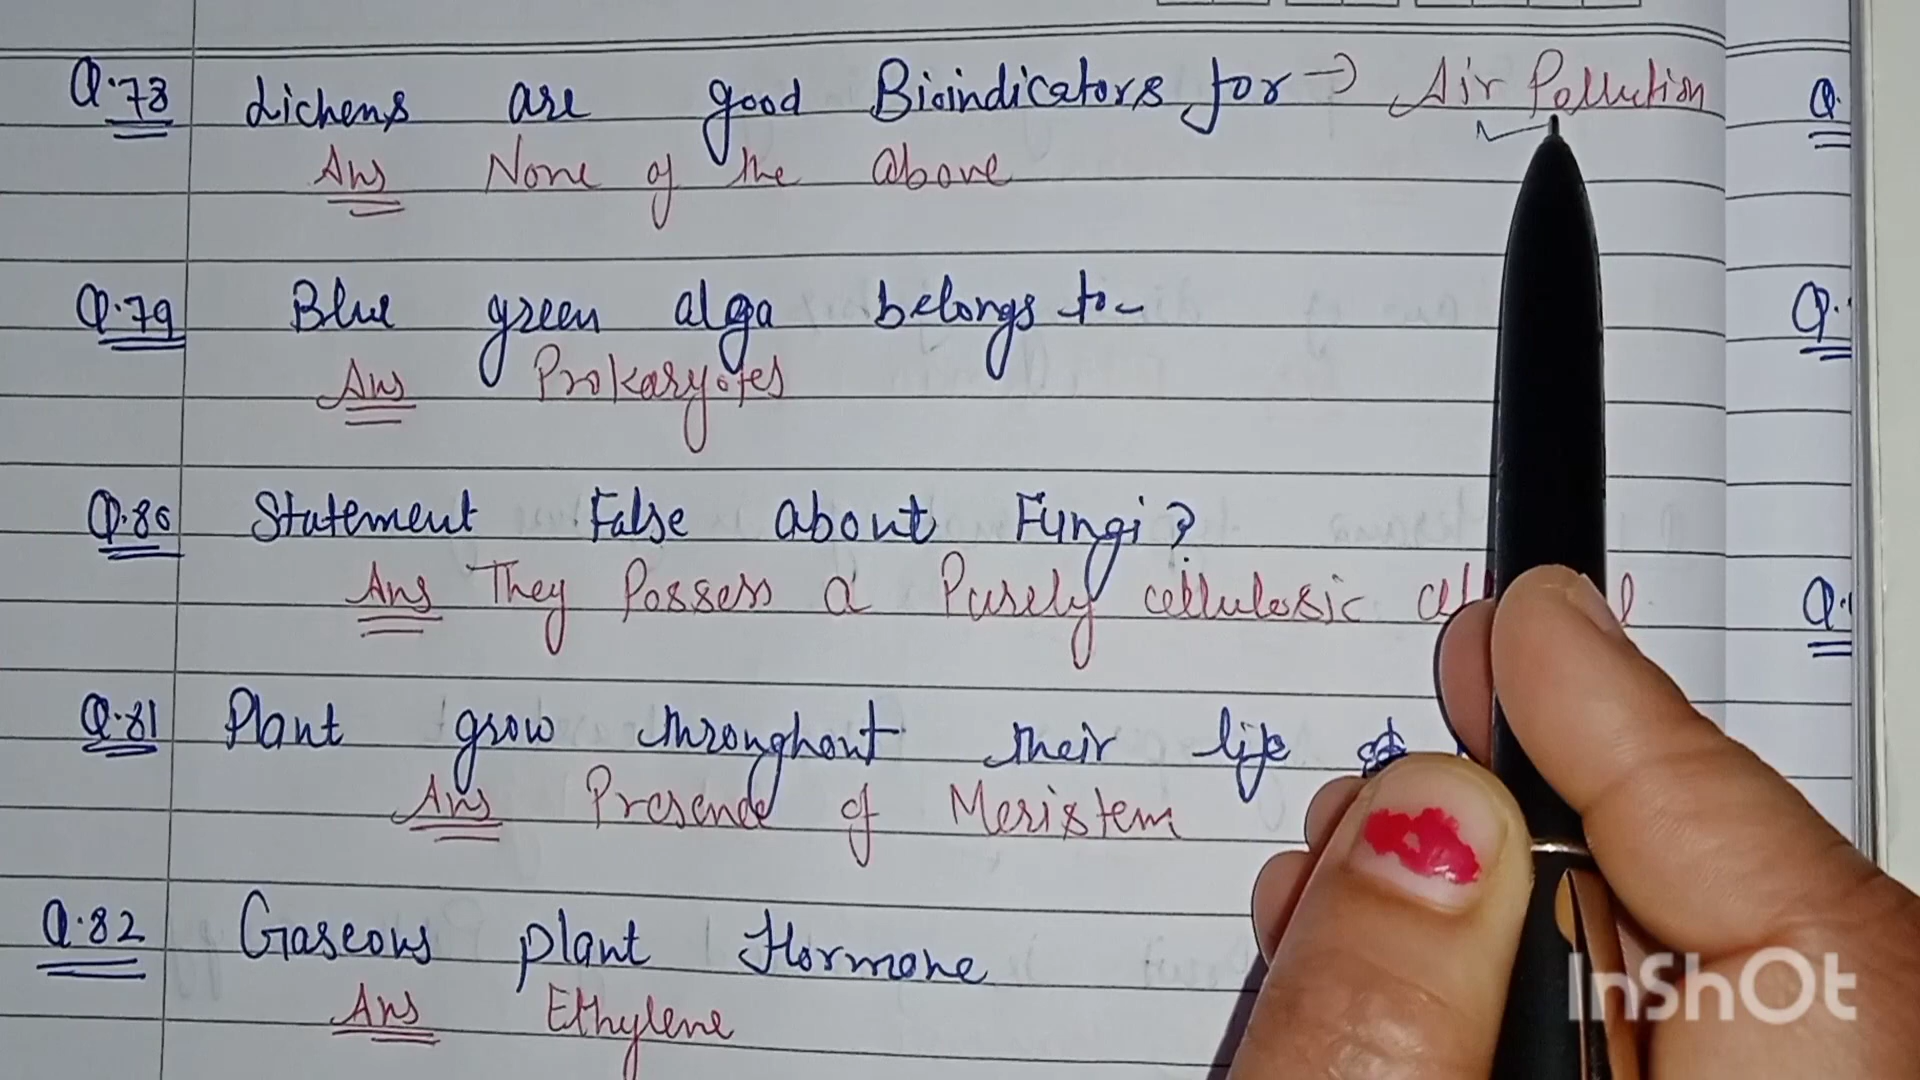 Q.78 Lichens are good Bioindicators for → Air Pollution
Ans None of the above
Q.79 Blue green alga belongs to-
Ans Prokaryotes
Q.80 Statement False about Fungi?
Ans They Possess a Purely cellulosic
Q.81 Plant grow throughout their life
Ans Presence of Meristem
Q.82 Gaseous plant Hormone
Ans Ethylene
Q.
Q.
Q.
InShOt